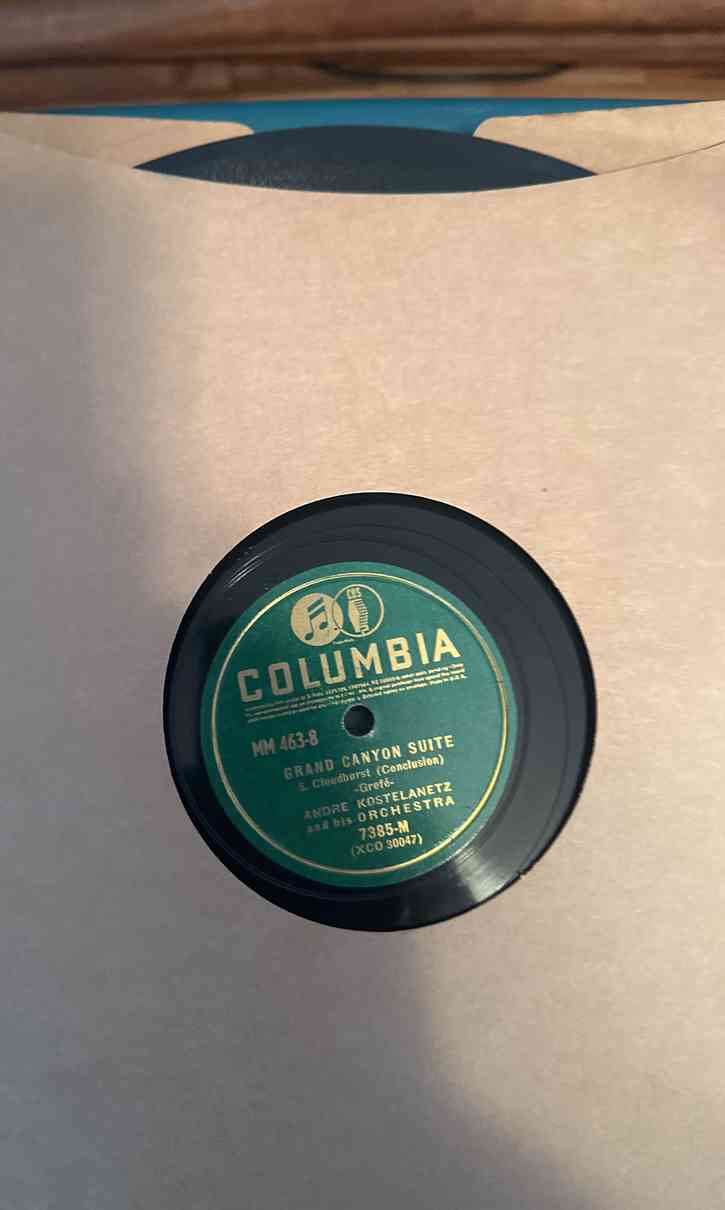 CBS
COLUMBIA
MM 463-8
GRAND CANYON SUITE
5. Cloudburst (Conclusion)
-Grofé-
ANDRE KOSTELANETZ
and his ORCHESTRA
7385-M
(XCO 30047)